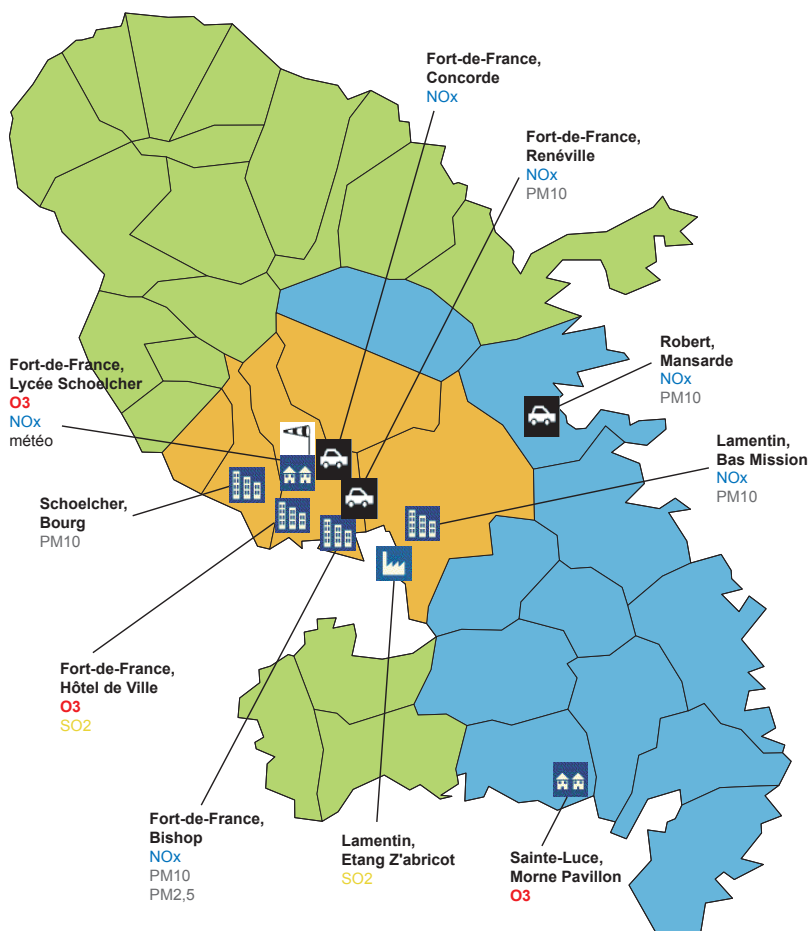 Fort-de-France,
Concorde
NOx
Fort-de-France,
Renéville
NOx
PM10
Robert,
Mansarde
NOx
PM10
Fort-de-France,
Lycée Schoelcher
O3
NOx
météo
Lamentin,
Bas Mission
NOx
PM10
Schoelcher,
Bourg
PM10
Fort-de-France,
Hôtel de Ville
O3
SO2
Fort-de-France,
Bishop
NOx
PM10
PM2,5
Lamentin,
Etang Z'abricot
SO2
Sainte-Luce,
Morne Pavillon
O3